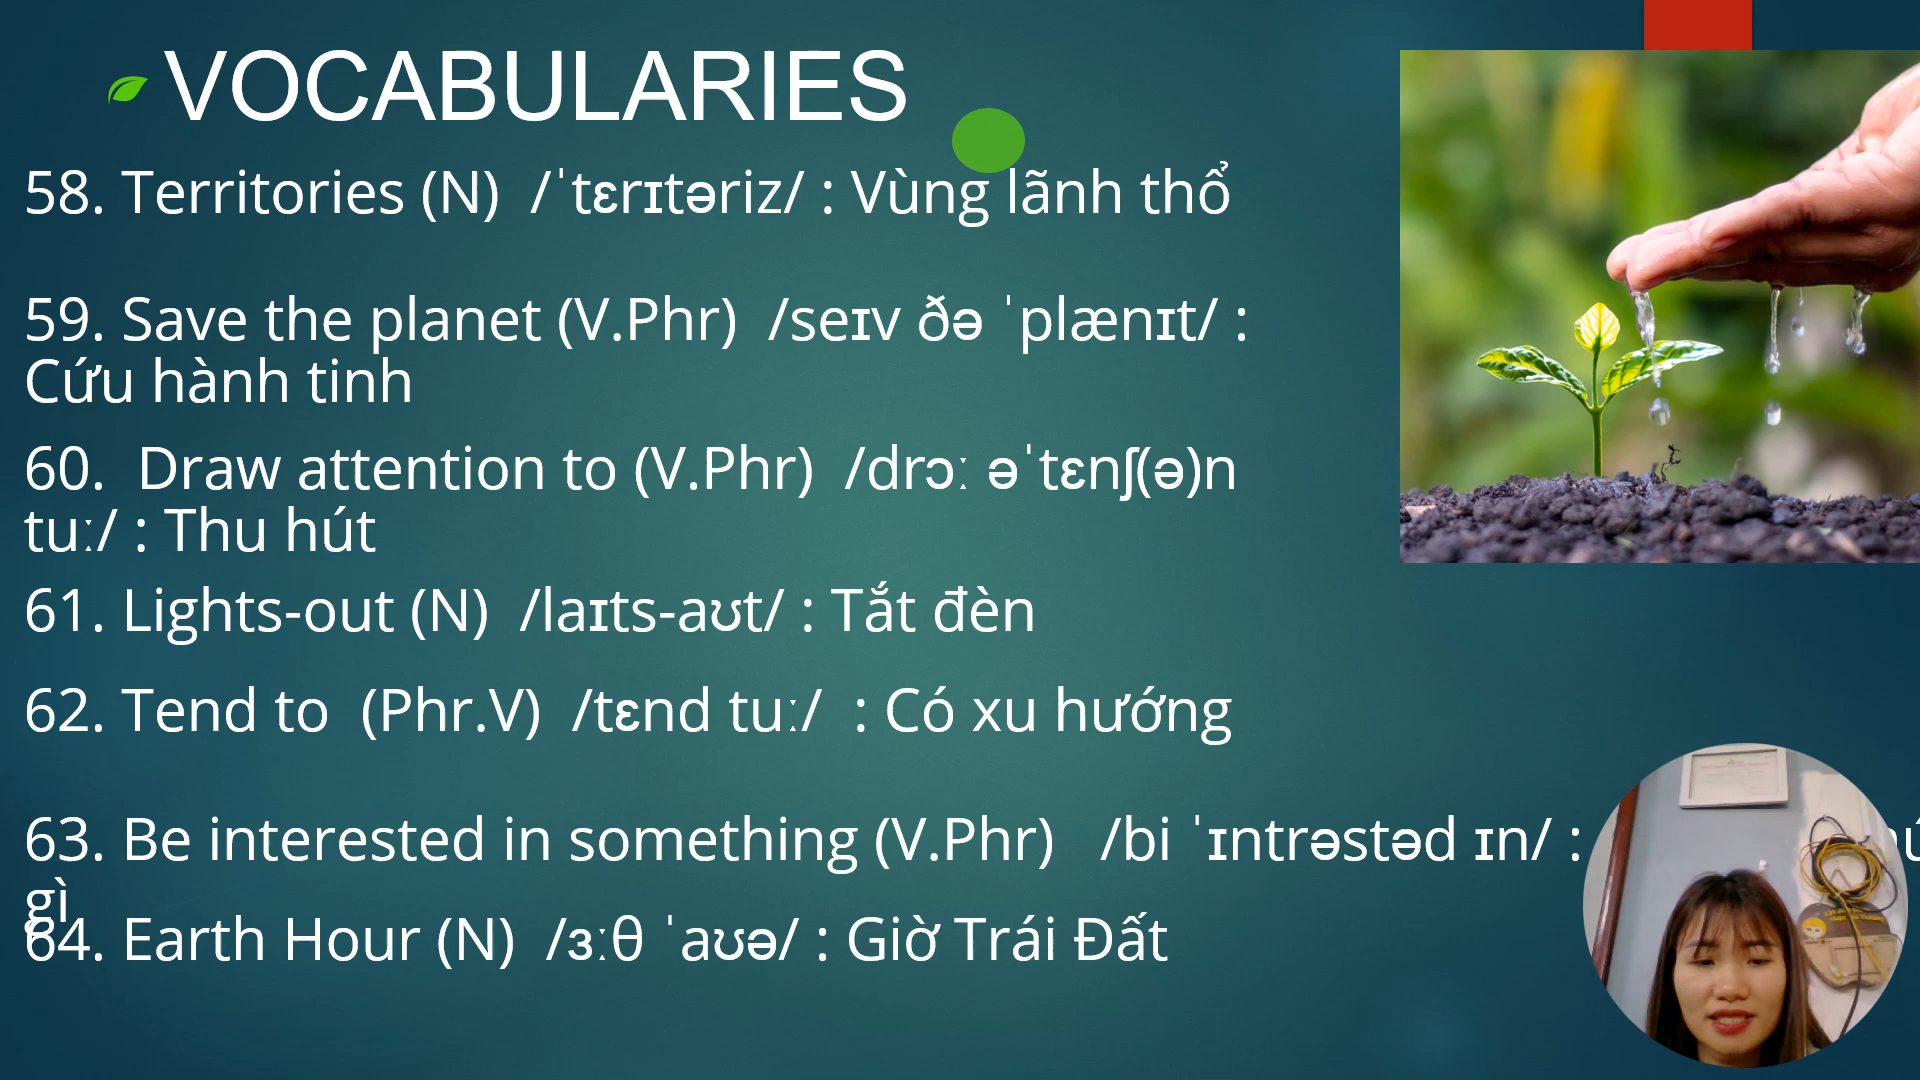 VOCABULARIES
58. Territories (N) /ˈtɛrɪtəriz/ : Vùng lãnh thổ
59. Save the planet (V.Phr) /seɪv ðə ˈplænɪt/ :
Cứu hành tinh
60. Draw attention to (V.Phr) /drɔː əˈtɛnʃ(ə)n
tuː/ : Thu hút
61. Lights-out (N) /laɪts-aʊt/ : Tắt đèn
62. Tend to (Phr.V) /tɛnd tuː/ : Có xu hướng
63. Be interested in something (V.Phr) /bi ˈɪntrəstəd ɪn/ :
gì
64. Earth Hour (N) /ɜːθ ˈaʊə/ : Giờ Trái Đất